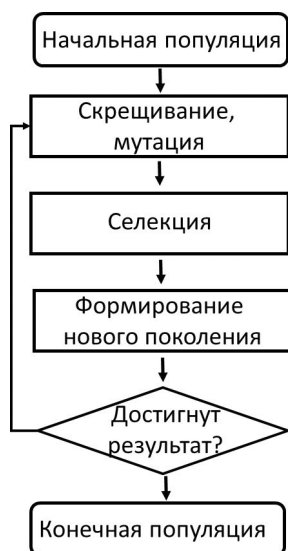 Начальная популяция
Скрещивание,
мутация
Селекция
Формирование
нового поколения
Достигнут
результат?
Конечная популяция